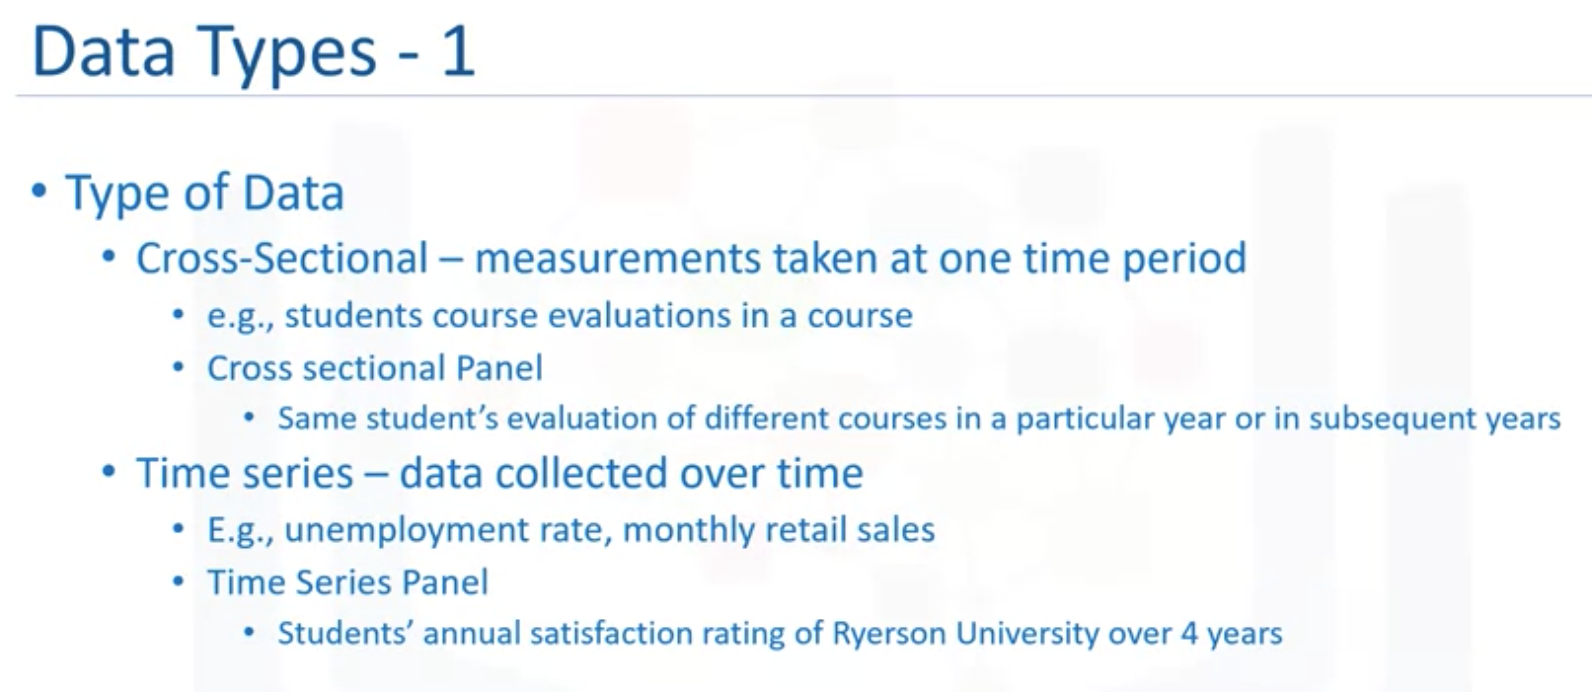 Data Types - 1
• Type of Data
• Cross-Sectional – measurements taken at one time period
• e.g., students course evaluations in a course
• Cross sectional Panel
• Same student’s evaluation of different courses in a particular year or in subsequent years
• Time series – data collected over time
• E.g., unemployment rate, monthly retail sales
• Time Series Panel
• Students’ annual satisfaction rating of Ryerson University over 4 years